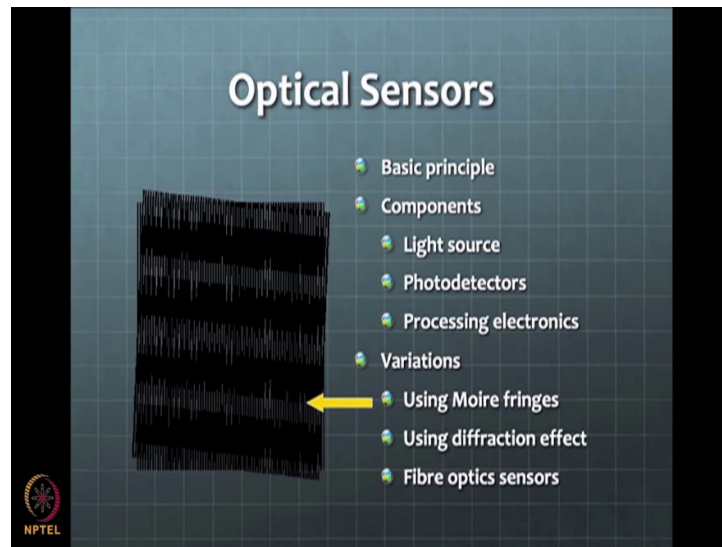 Optical Sensors
Basic principle
Components
Light source
Photodetectors
Processing electronics
Variations
Using Moire fringes
Using diffraction effect
Fibre optics sensors
NPTEL